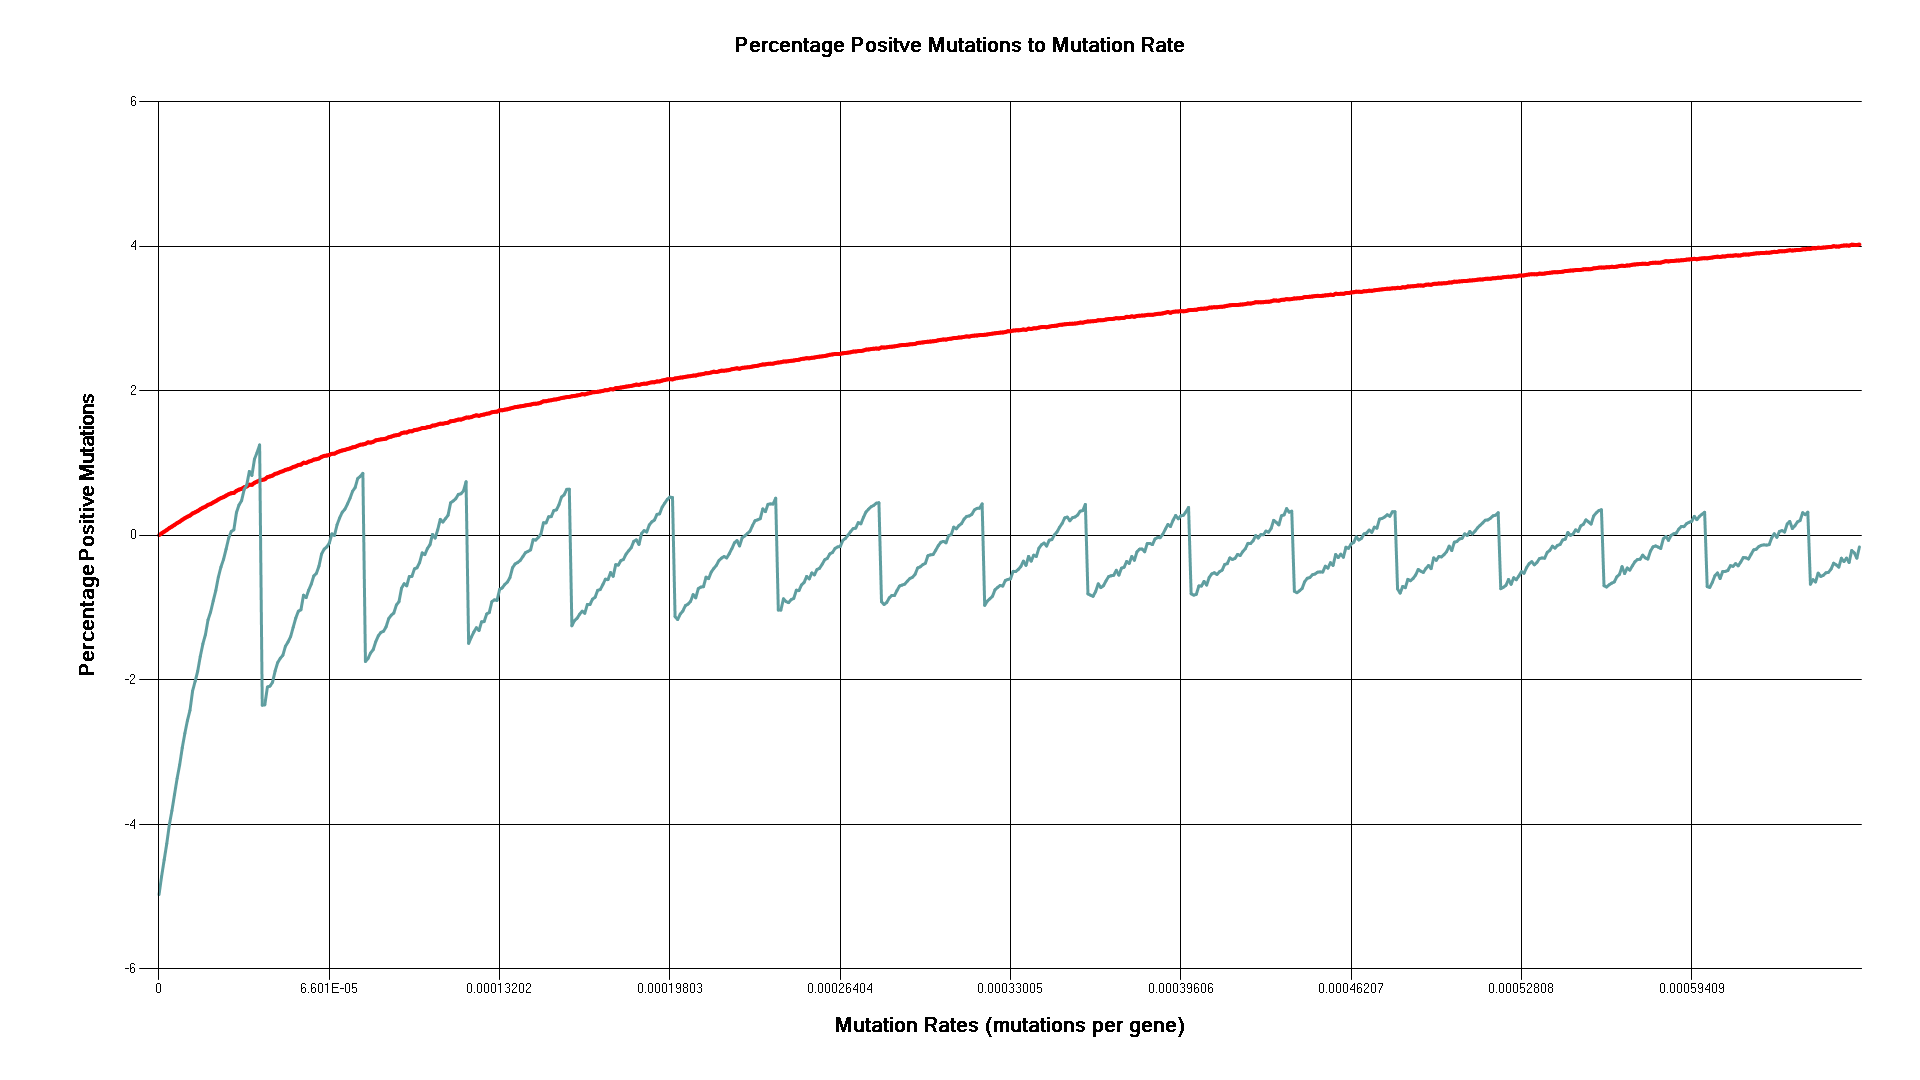 Percentage Positve Mutations to Mutation Rate
6
4
2
0
-2
-4
-6
Percentage Positive Mutations
0 6.601E-05 0.00013202 0.00019803 0.00026404 0.00033005 0.00039606 0.00046207 0.00052808 0.00059409
Mutation Rates (mutations per gene)